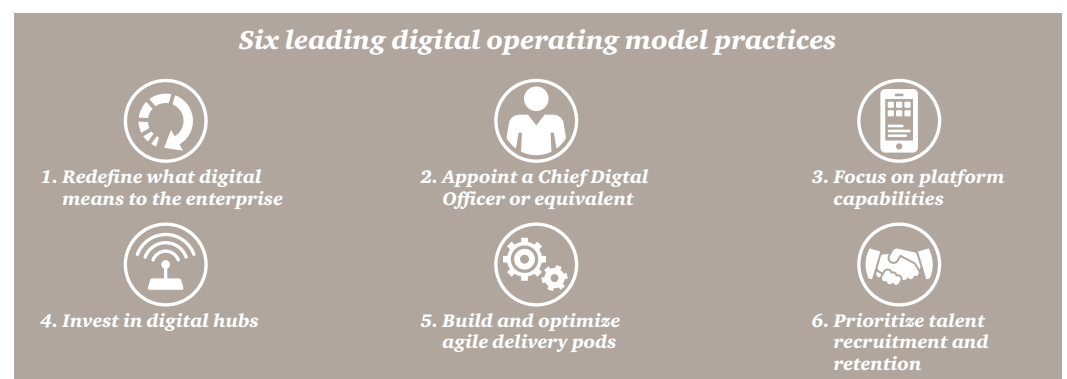 Six leading digital operating model practices
1. Redefine what digital
means to the enterprise
2. Appoint a Chief Digtal
Officer or equivalent
3. Focus on platform
capabilities
4. Invest in digital hubs
5. Build and optimize
agile delivery pods
6. Prioritize talent
recruitment and
retention